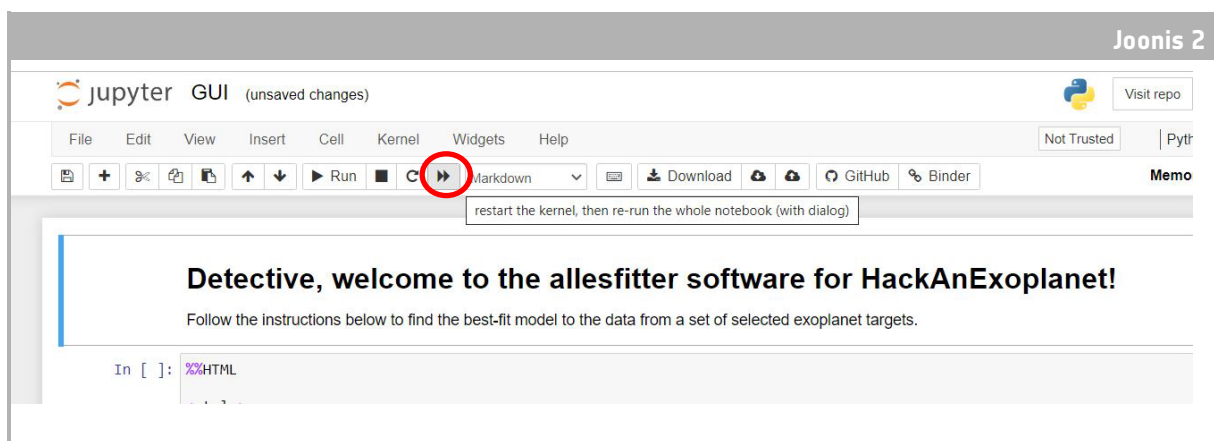 Joonis 2
jupyter GUI (unsaved changes) Visit repo
File Edit View Insert Cell Kernel Widgets Help Not Trusted
Run Markdown Download GitHub Binder
restart the kernel, then re-run the whole notebook (with dialog)
Detective, welcome to the allesfitter software for HackAnExoplanet!
Follow the instructions below to find the best-fit model to the data from a set of selected exoplanet targets.
In [ ]: %%HTML